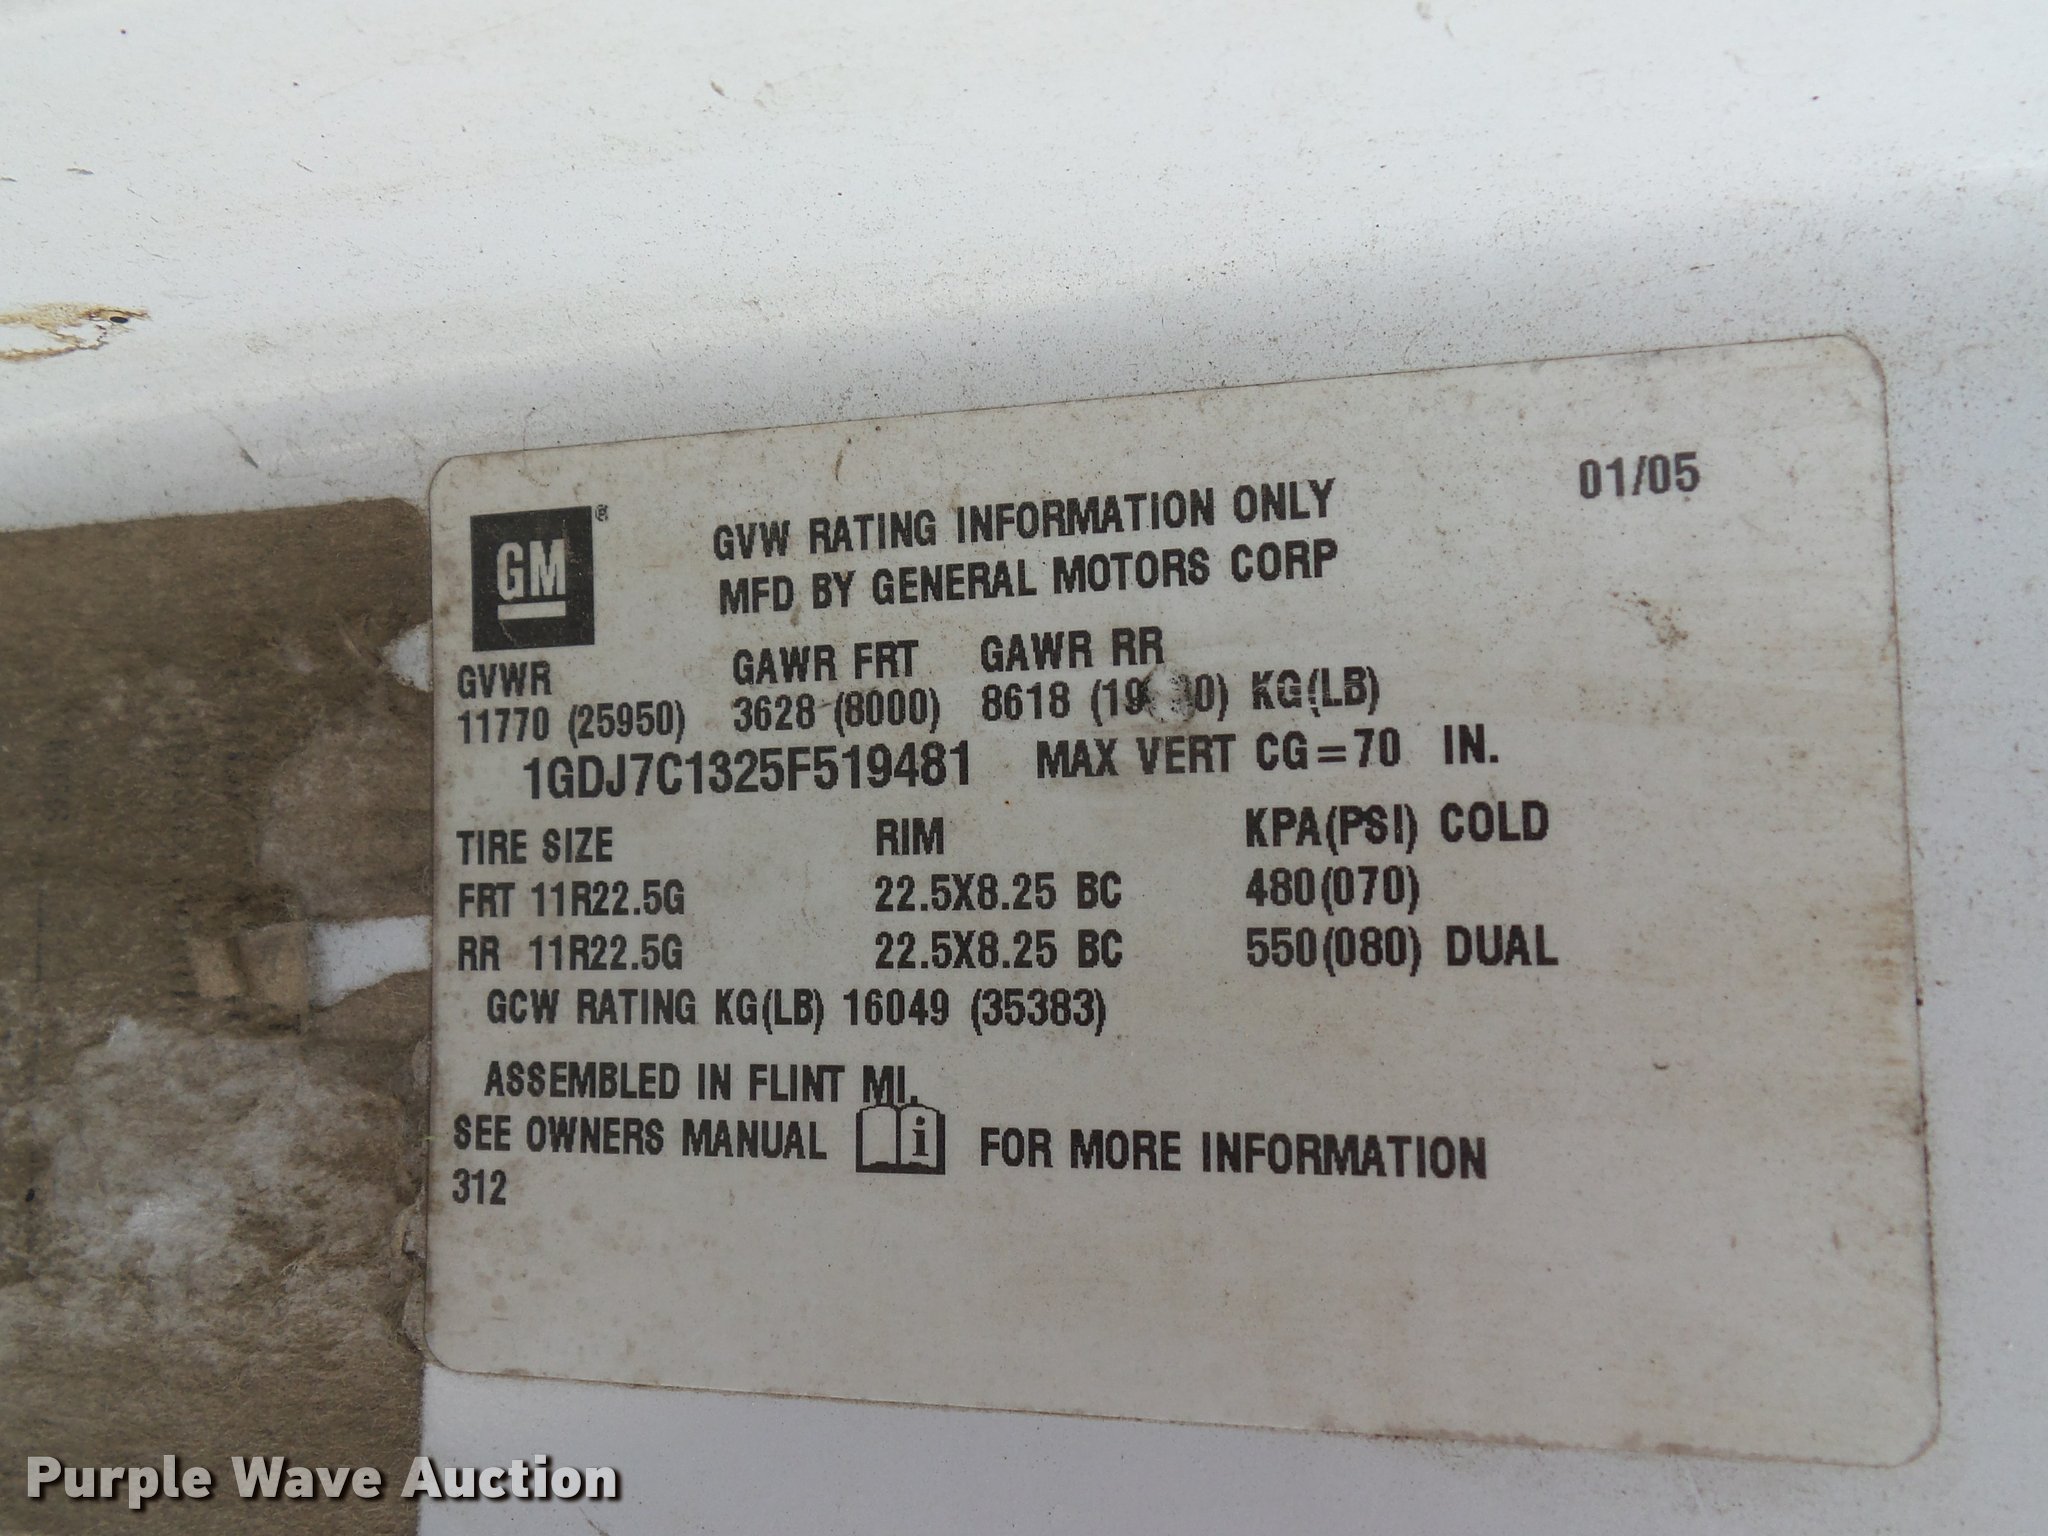 01/05
GM®
GVW RATING INFORMATION ONLY
MFD BY GENERAL MOTORS CORP
GVWR GAWR FRT GAWR RR
11770 (25950) 3628 (8000) 8618 KG(LB)
1GDJ7C1325F519481 MAX VERT CG=70 IN.
TIRE SIZE RIM KPA(PSI) COLD
FRT 11R22.5G 22.5X8.25 BC 480(070)
RR 11R22.5G 22.5X8.25 BC 550(080) DUAL
GCW RATING KG(LB) 16049 (35383)
ASSEMBLED IN FLINT MI.
SEE OWNERS MANUAL i FOR MORE INFORMATION
312
Purple Wave Auction